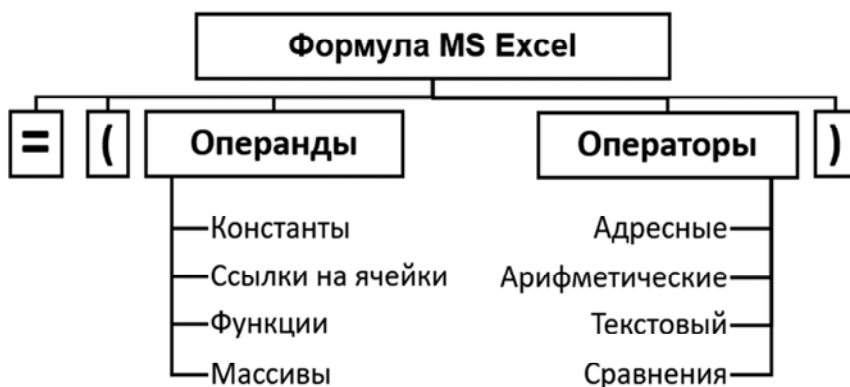 Формула MS Excel
= ( Операнды Операторы )
Константы Адресные
Ссылки на ячейки Арифметические
Функции Текстовый
Массивы Сравнения